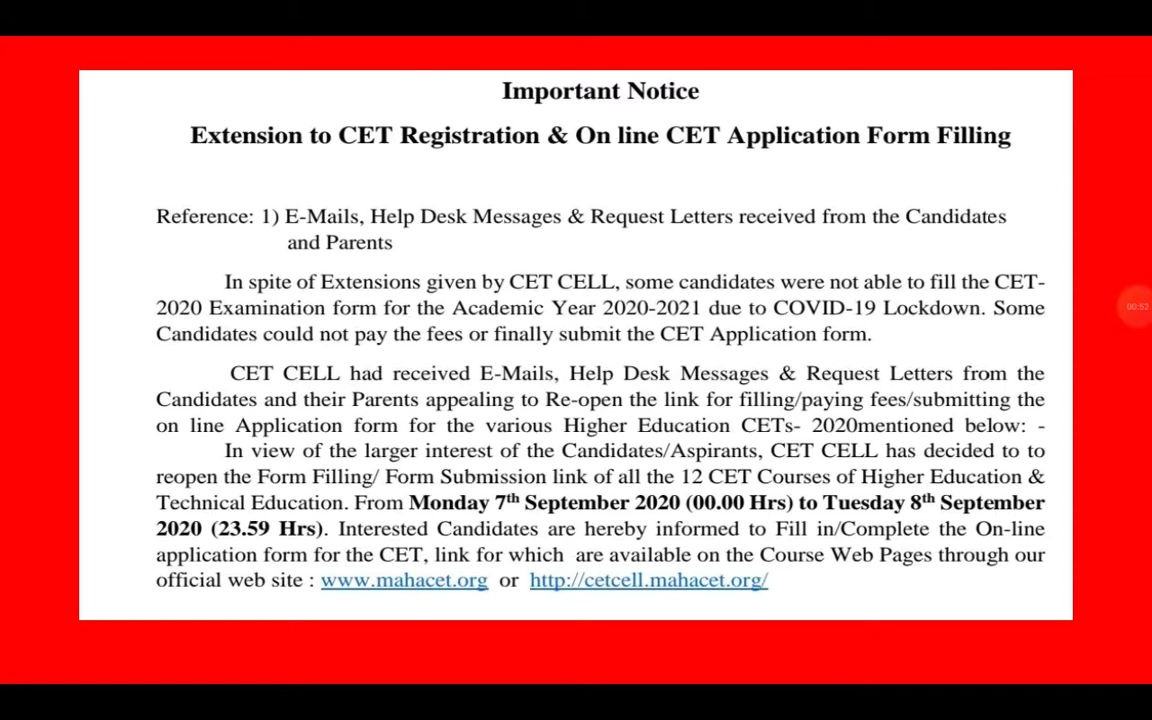 Important Notice
Extension to CET Registration & On line CET Application Form Filling
Reference: 1) E-Mails, Help Desk Messages & Request Letters received from the Candidates
and Parents
In spite of Extensions given by CET CELL, some candidates were not able to fill the CET-
2020 Examination form for the Academic Year 2020-2021 due to COVID-19 Lockdown. Some
Candidates could not pay the fees or finally submit the CET Application form.
CET CELL had received E-Mails, Help Desk Messages & Request Letters from the
Candidates and their Parents appealing to Re-open the link for filling/paying fees/submitting the
on line Application form for the various Higher Education CETs- 2020mentioned below: -
In view of the larger interest of the Candidates/Aspirants, CET CELL has decided to to
reopen the Form Filling/ Form Submission link of all the 12 CET Courses of Higher Education &
Technical Education. From Monday 7th September 2020 (00.00 Hrs) to Tuesday 8th September
2020 (23.59 Hrs). Interested Candidates are hereby informed to Fill in/Complete the On-line
application form for the CET, link for which are available on the Course Web Pages through our
official web site : www.mahacet.org or http://cetcell.mahacet.org/
00:52